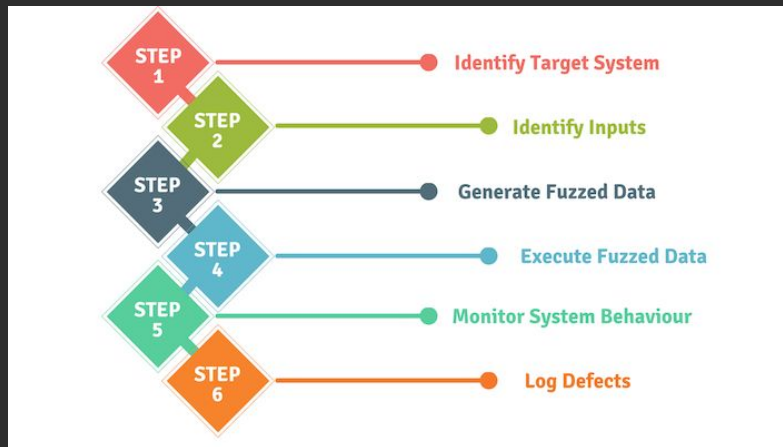 STEP
1
Identify Target System
STEP
2
Identify Inputs
STEP
3
Generate Fuzzed Data
STEP
4
Execute Fuzzed Data
STEP
5
Monitor System Behaviour
STEP
6
Log Defects